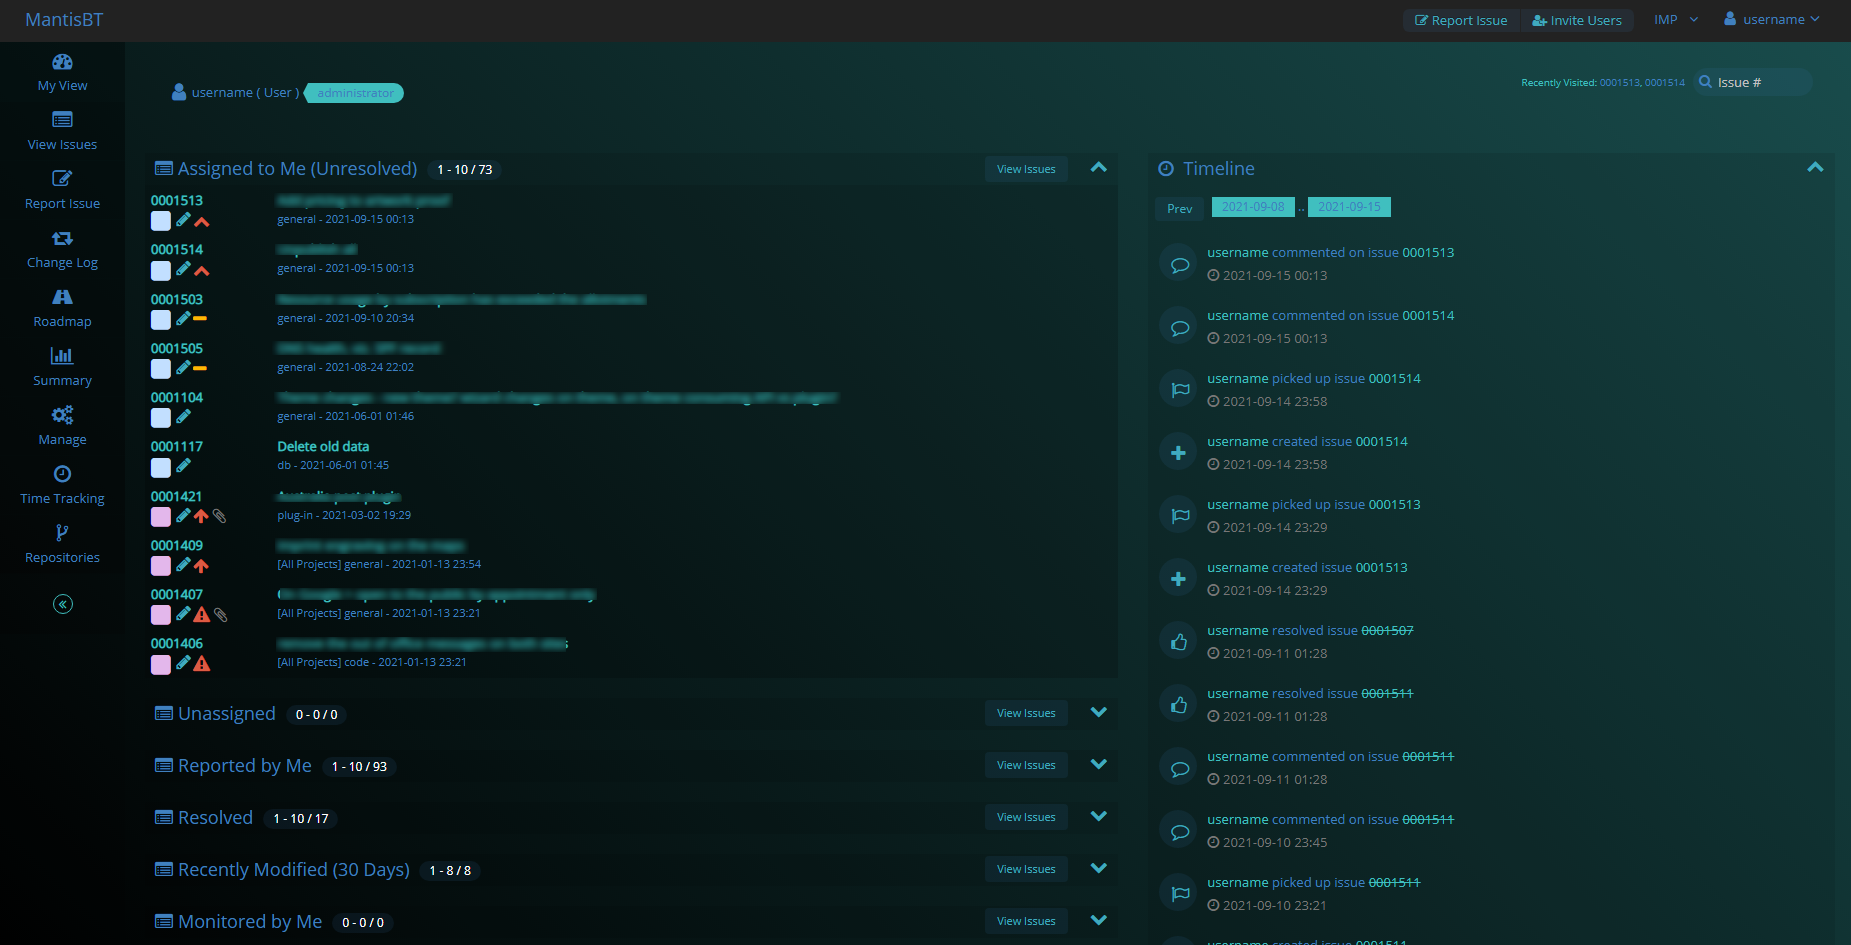 MantisBT
Report Issue
Invite Users
IMP
username
My View
View Issues
Report Issue
Change Log
Roadmap
Summary
Manage
Time Tracking
Repositories
username ( User )
administrator
Recently Visited: 0001513, 0001514
Issue #
Assigned to Me (Unresolved)
1 - 10 / 73
View Issues
0001513
general - 2021-09-15 00:13
0001514
general - 2021-09-15 00:13
0001503
general - 2021-09-10 20:34
0001505
general - 2021-08-24 22:02
0001104
general - 2021-06-01 01:46
0001117
Delete old data
db - 2021-06-01 01:45
0001421
plug-in - 2021-03-02 19:29
0001409
[All Projects] general - 2021-01-13 23:54
0001407
[All Projects] general - 2021-01-13 23:21
0001406
[All Projects] code - 2021-01-13 23:21
Unassigned
0 - 0 / 0
View Issues
Reported by Me
1 - 10 / 93
View Issues
Resolved
1 - 10 / 17
View Issues
Recently Modified (30 Days)
1 - 8 / 8
View Issues
Monitored by Me
0 - 0 / 0
View Issues
Timeline
Prev
2021-09-08 .. 2021-09-15
username commented on issue 0001513
2021-09-15 00:13
username commented on issue 0001514
2021-09-15 00:13
username picked up issue 0001514
2021-09-14 23:58
username created issue 0001514
2021-09-14 23:58
username picked up issue 0001513
2021-09-14 23:29
username created issue 0001513
2021-09-14 23:29
username resolved issue 0001507
2021-09-11 01:28
username resolved issue 0001511
2021-09-11 01:28
username commented on issue 0001511
2021-09-11 01:28
username commented on issue 0001511
2021-09-10 23:45
username picked up issue 0001511
2021-09-10 23:21
username created issue 0001511